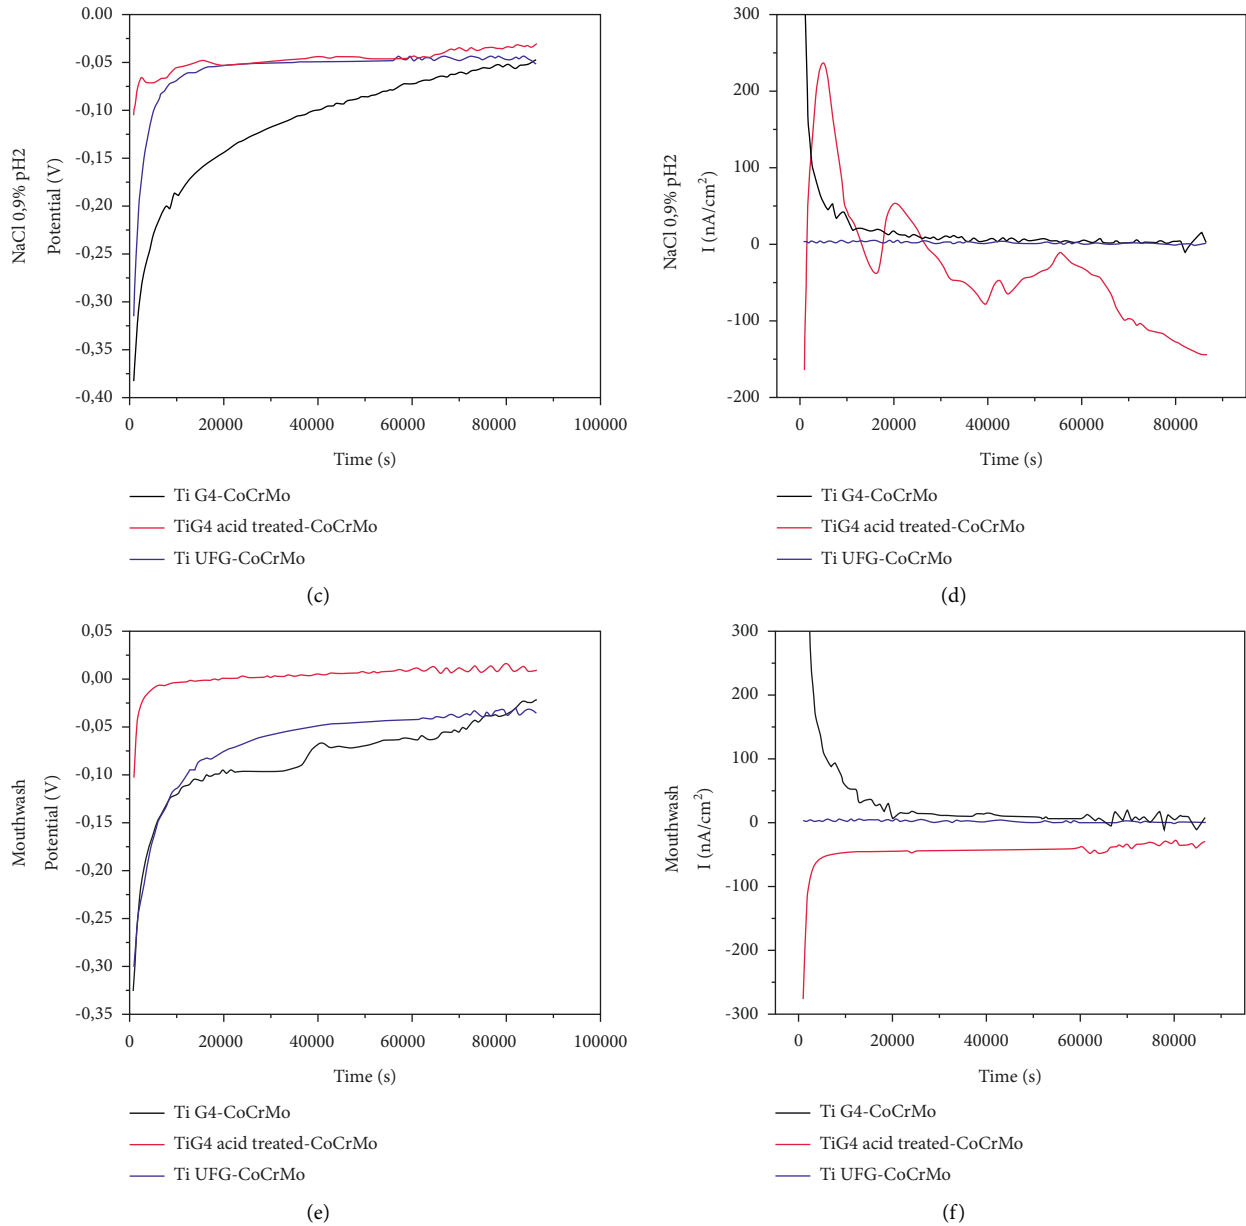 0.00
-0,05
-0,10
-0,15
-0,20
-0,25
-0,30
-0,35
-0,40
NaCl 0,9% pH2
Potential (V)
0
20000
40000
60000
80000
100000
Time (s)
Ti G4-CoCrMo
TiG4 acid treated-CoCrMo
Ti UFG-CoCrMo
(c)
300
200
100
0
-100
-200
NaCl 0,9% pH2
I (nA/cm²)
0
20000
40000
60000
80000
Time (s)
Ti G4-CoCrMo
TiG4 acid treated-CoCrMo
Ti UFG-CoCrMo
(d)
0,05
0,00
-0,05
-0,10
-0,15
-0,20
-0,25
-0,30
-0,35
Mouthwash
Potential (V)
0
20000
40000
60000
80000
100000
Time (s)
Ti G4-CoCrMo
TiG4 acid treated-CoCrMo
Ti UFG-CoCrMo
(e)
300
200
100
0
-100
-200
-300
Mouthwash
I (nA/cm²)
0
20000
40000
60000
80000
Time (s)
Ti G4-CoCrMo
TiG4 acid treated-CoCrMo
Ti UFG-CoCrMo
(f)